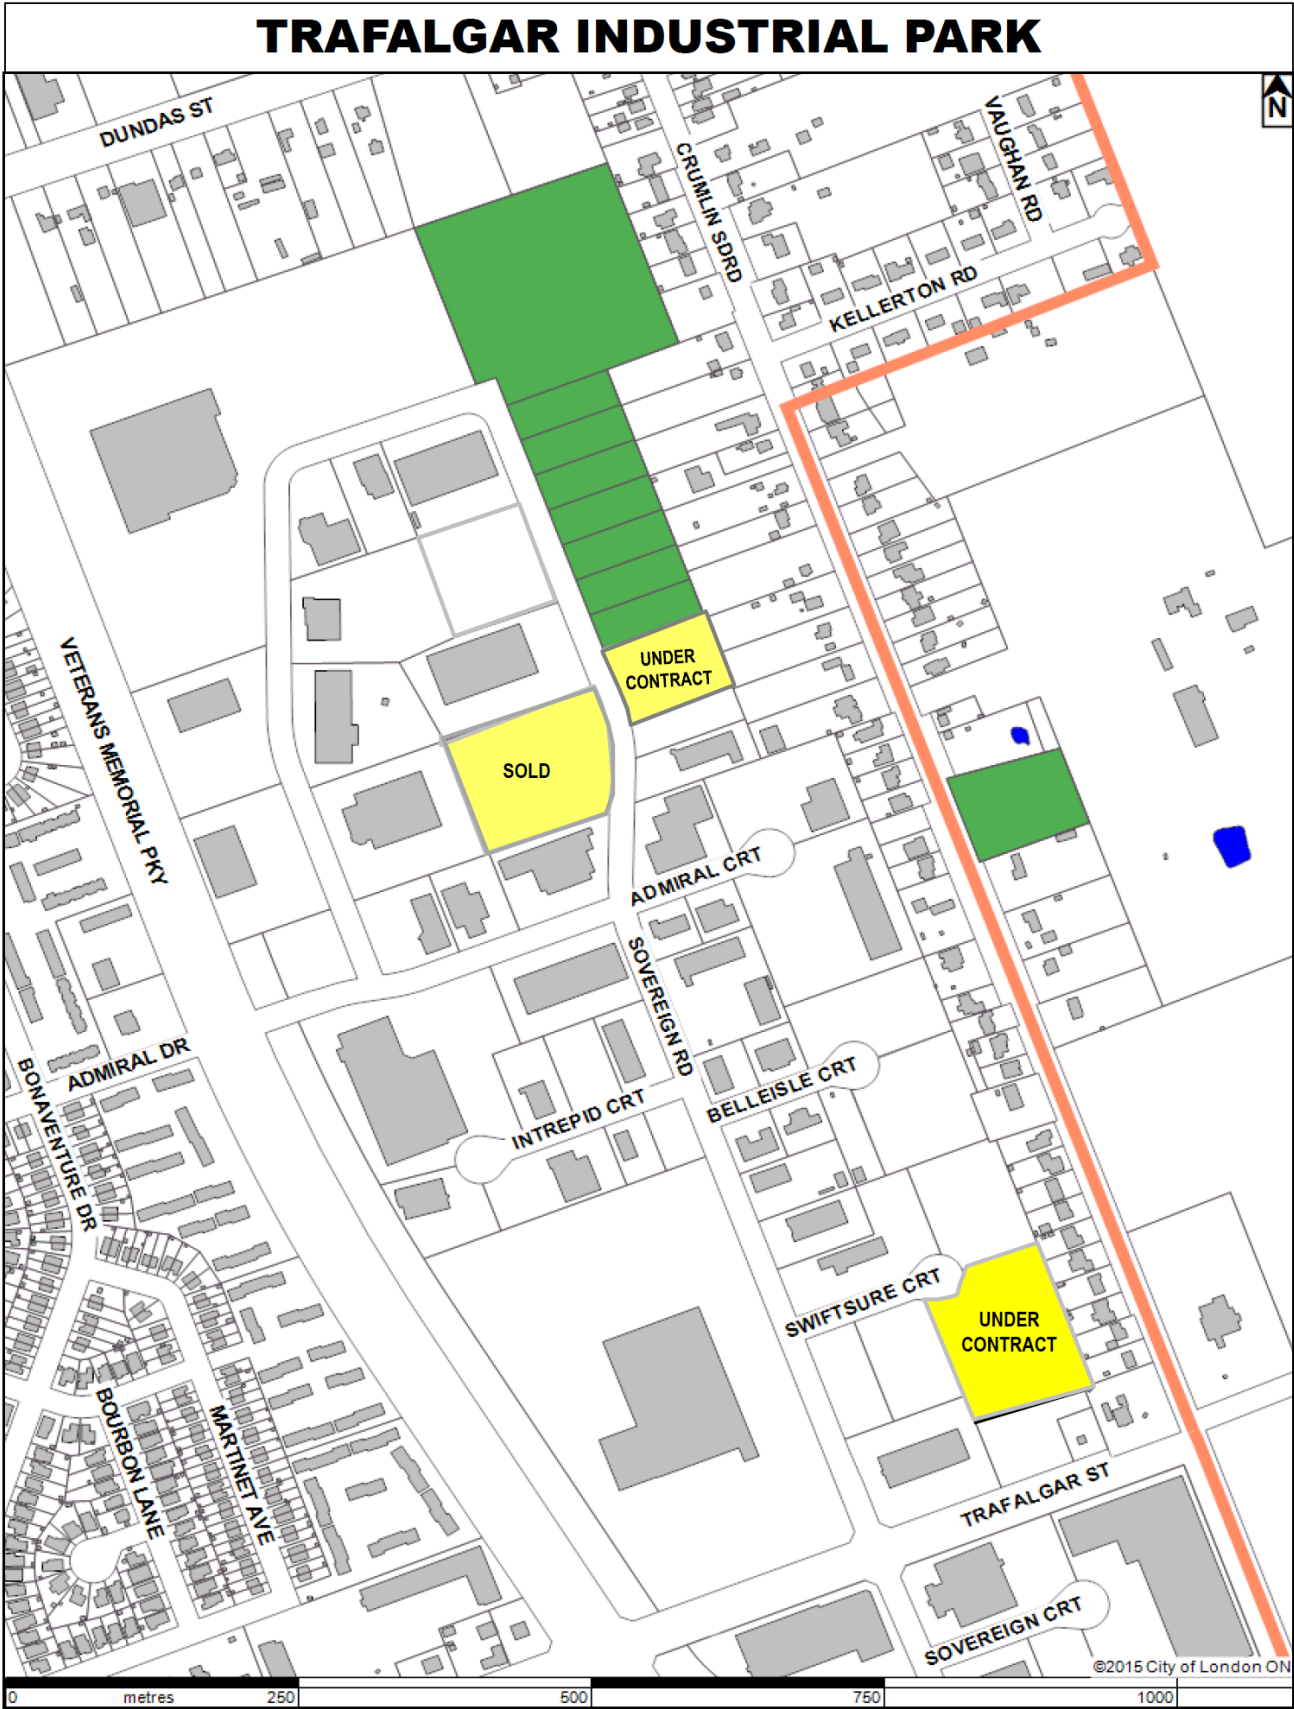 TRAFALGAR INDUSTRIAL PARK
N
DUNDAS ST
CRUMLIN SDRD
VAUGHAN RD
KELLERTON RD
VETERANS MEMORIAL PKY
UNDER
CONTRACT
SOLD
ADMIRAL CRT
SOVEREIGN RD
ADMIRAL DR
BONAVENTURE DR
INTREPID CRT
BELLEISLE CRT
SWIFTSURE CRT
UNDER
CONTRACT
BOURBON LANE
MARTINET AVE
TRAFALGAR ST
SOVEREIGN CRT
©2015 City of London ON
0 metres 250 500 750 1000